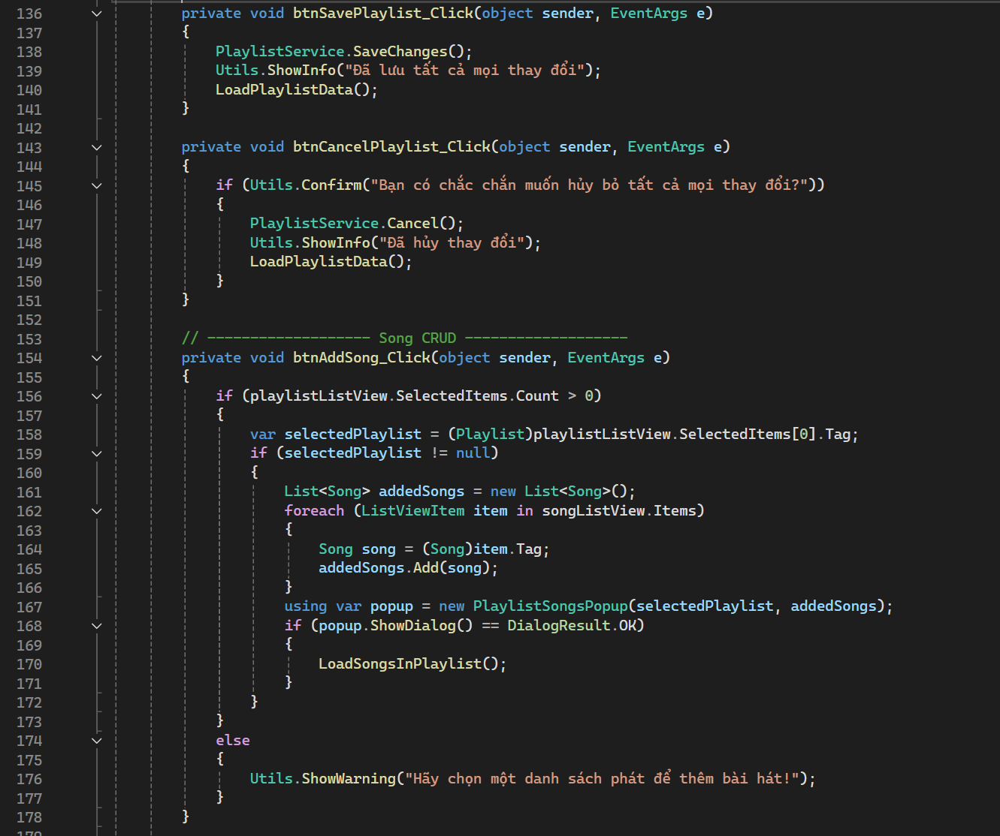 136 private void btnSavePlaylist_Click(object sender, EventArgs e)
137 {
138 PlaylistService.SaveChanges();
139 Utils.ShowInfo("Đã lưu tất cả mọi thay đổi");
140 LoadPlaylistData();
141 }
142
143 private void btnCancelPlaylist_Click(object sender, EventArgs e)
144 {
145 if (Utils.Confirm("Bạn có chắc chắn muốn hủy bỏ tất cả mọi thay đổi?"))
146 {
147 PlaylistService.Cancel();
148 Utils.ShowInfo("Đã hủy thay đổi");
149 LoadPlaylistData();
150 }
151 }
152
153 // ------------------- Song CRUD -------------------
154 private void btnAddSong_Click(object sender, EventArgs e)
155 {
156 if (playlistListView.SelectedItems.Count > 0)
157 {
158 var selectedPlaylist = (Playlist)playlistListView.SelectedItems[0].Tag;
159 if (selectedPlaylist != null)
160 {
161 List<Song> addedSongs = new List<Song>();
162 foreach (ListViewItem item in songListView.Items)
163 {
164 Song song = (Song)item.Tag;
165 addedSongs.Add(song);
166 }
167 using var popup = new PlaylistSongsPopup(selectedPlaylist, addedSongs);
168 if (popup.ShowDialog() == DialogResult.OK)
169 {
170 LoadSongsInPlaylist();
171 }
172 }
173 }
174 else
175 {
176 Utils.ShowWarning("Hãy chọn một danh sách phát để thêm bài hát!");
177 }
178 }